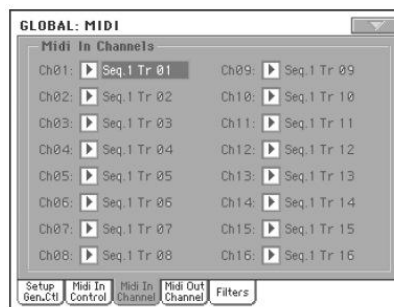 GLOBAL: MIDI
Midi In Channels
Ch01: Seq.1 Tr 01
Ch02: Seq.1 Tr 02
Ch03: Seq.1 Tr 03
Ch04: Seq.1 Tr 04
Ch05: Seq.1 Tr 05
Ch06: Seq.1 Tr 06
Ch07: Seq.1 Tr 07
Ch08: Seq.1 Tr 08
Ch09: Seq.1 Tr 09
Ch10: Seq.1 Tr 10
Ch11: Seq.1 Tr 11
Ch12: Seq.1 Tr 12
Ch13: Seq.1 Tr 13
Ch14: Seq.1 Tr 14
Ch15: Seq.1 Tr 15
Ch16: Seq.1 Tr 16
Setup
Gen.Ctl
Midi In
Control
Midi In
Channel
Midi Out
Channel
Filters